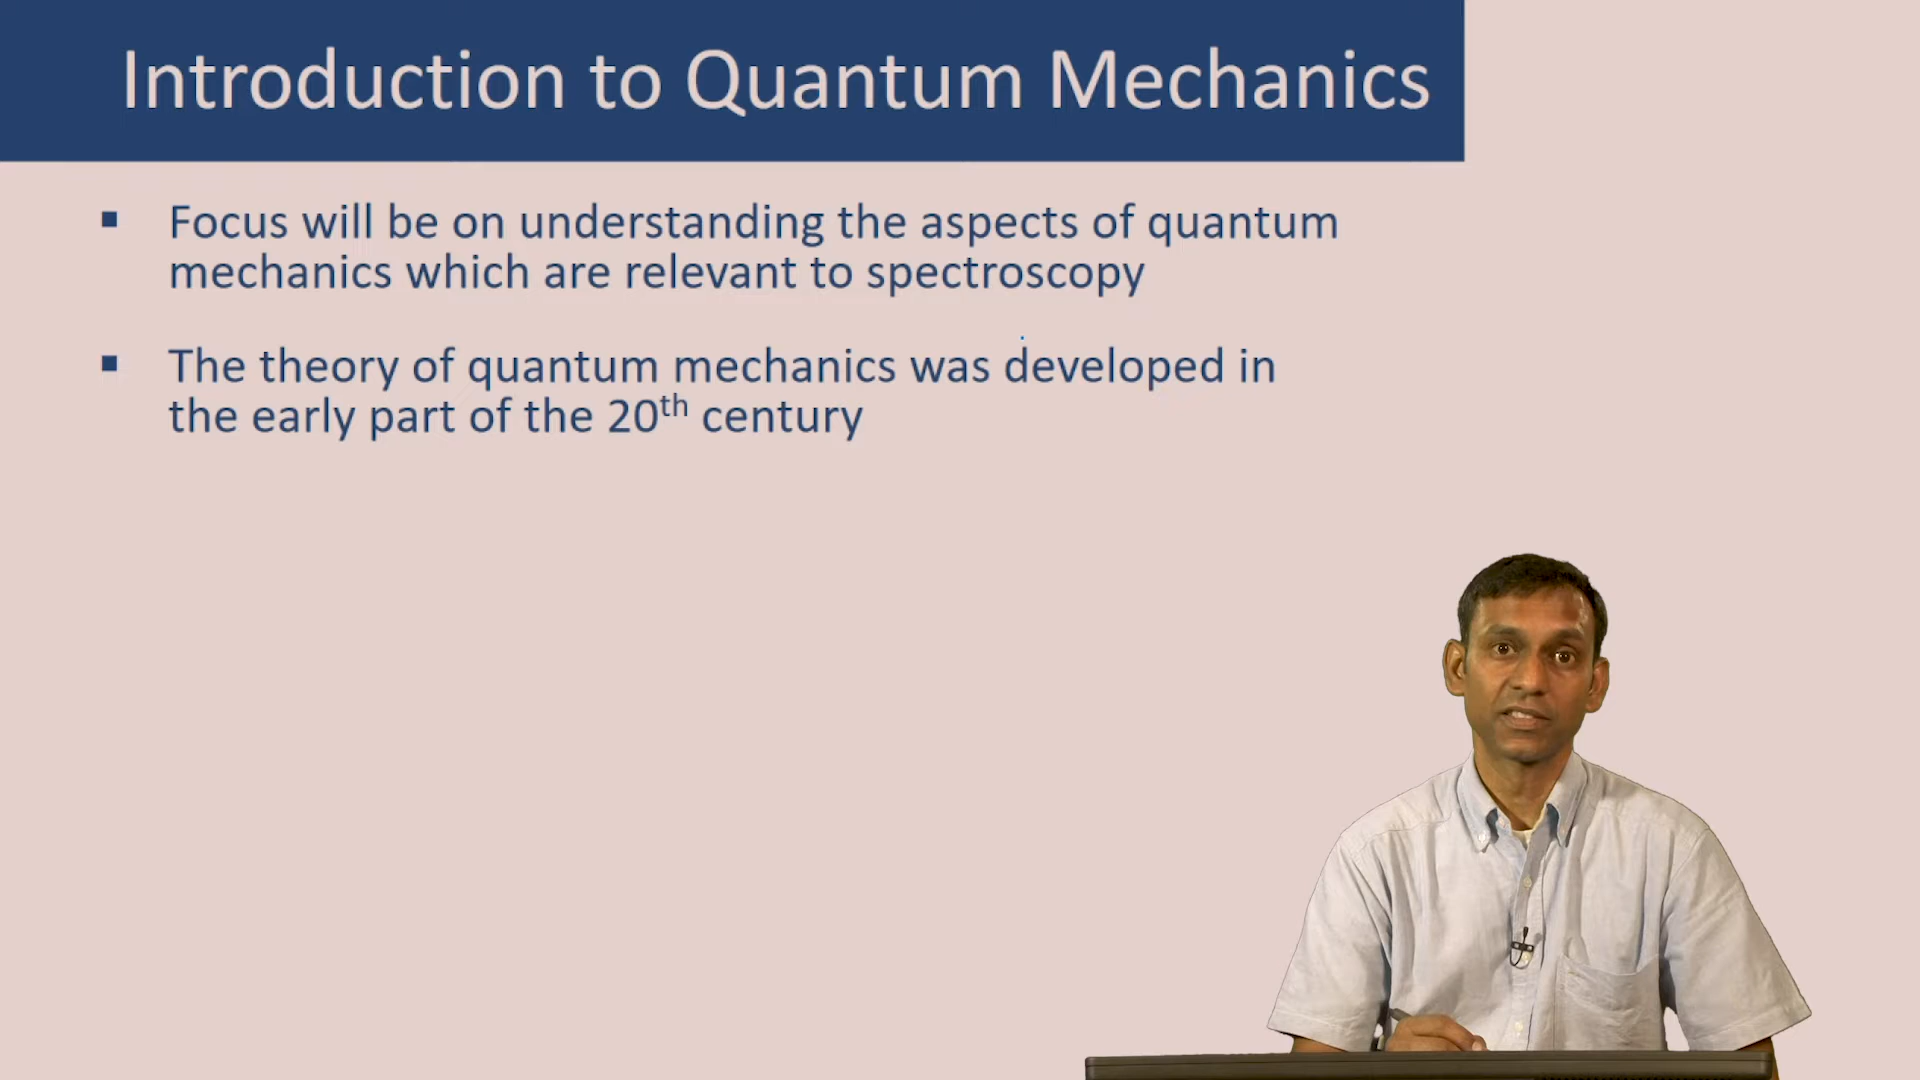 Introduction to Quantum Mechanics
▪ Focus will be on understanding the aspects of quantum
mechanics which are relevant to spectroscopy
▪ The theory of quantum mechanics was developed in
the early part of the 20th century